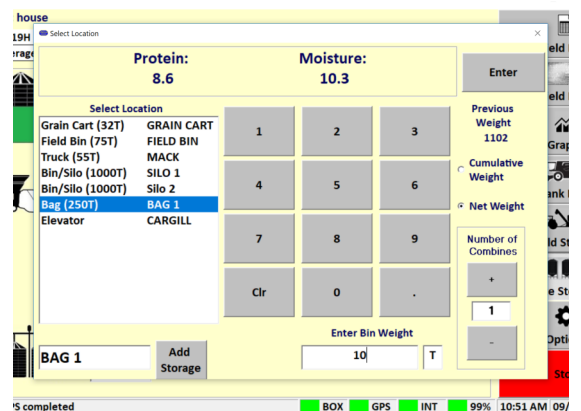 house
Select Location
19H
Protein:
Moisture:
8.6
10.3
Enter
Select Location
Grain Cart (32T) GRAIN CART
Field Bin (75T) FIELD BIN
Truck (55T) MACK
Bin/Silo (1000T) SILO 1
Bin/Silo (1000T) Silo 2
Bag (250T) BAG 1
Elevator CARGILL
1 2 3
4 5 6
7 8 9
Clr 0 .
Previous
Weight
1102
Cumulative
Weight
Net Weight
Number of
Combines
+
1
-
Enter Bin Weight
10 T
BAG 1
Add
Storage
completed
BOX GPS INT 99% 10:51 AM 09/